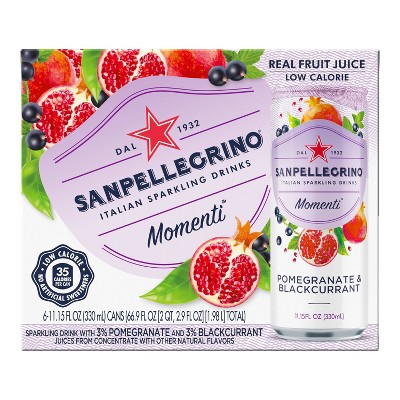 REAL FRUIT JUICE
LOW CALORIE
DAL 1932
SANPELLEGRINO®
ITALIAN SPARKLING DRINKS
Momenti™
LOW CALORIE
35
CALORIES
PER CAN
NO ARTIFICIAL SWEETENERS
6-11.15 FL OZ (330 mL) CANS (66.9 FL OZ [2 QT, 2.9 FL OZ] [1.98 L] TOTAL)
SPARKLING DRINK WITH 3% POMEGRANATE AND 3% BLACKCURRANT
JUICES FROM CONCENTRATE WITH OTHER NATURAL FLAVORS
SANPELLEGRINO
ITALIAN SPARKLING DRINKS
Momenti
POMEGRANATE &
BLACKCURRANT
11.15 FL OZ (330mL)